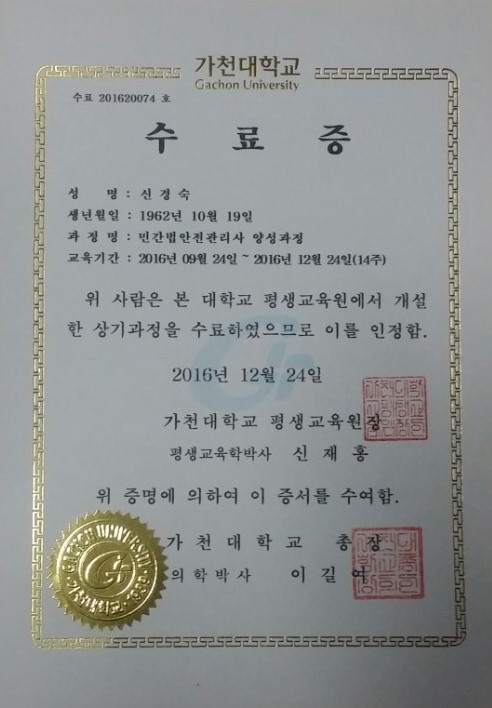 가천대학교
Gachon University
수료 201620074 호
수 료 증
성 명 : 신경숙
생년월일 : 1962년 10월 19일
과 정 명 : 민간법안전관리사 양성과정
교육기간 : 2016년 09월 24일 ~ 2016년 12월 24일(14주)
위 사람은 본 대학교 평생교육원에서 개설
한 상기과정을 수료하였으므로 이를 인정함.
2016년 12월 24일
가천대학교 평생교육원장
평생교육학박사 신 재 홍
위 증명에 의하여 이 증서를 수여함.
가 천 대 학 교 총 장
의 학 박 사 이 길 여
GACHON UNIVERSITY
가천대학교 1939